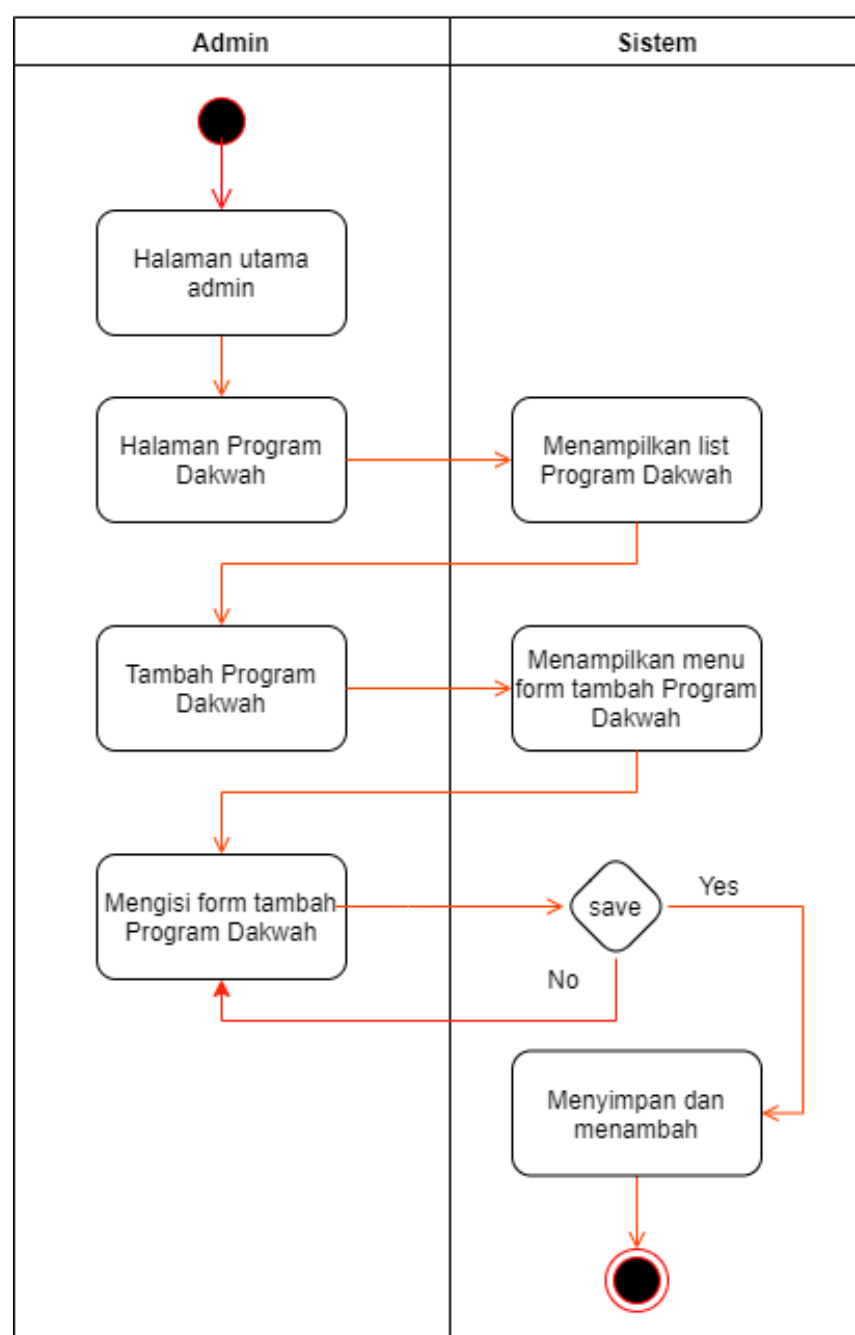 Admin
Sistem
Halaman utama
admin
Halaman Program
Dakwah
Menampilkan list
Program Dakwah
Tambah Program
Dakwah
Menampilkan menu
form tambah Program
Dakwah
Mengisi form tambah
Program Dakwah
save
Yes
No
Menyimpan dan
menambah